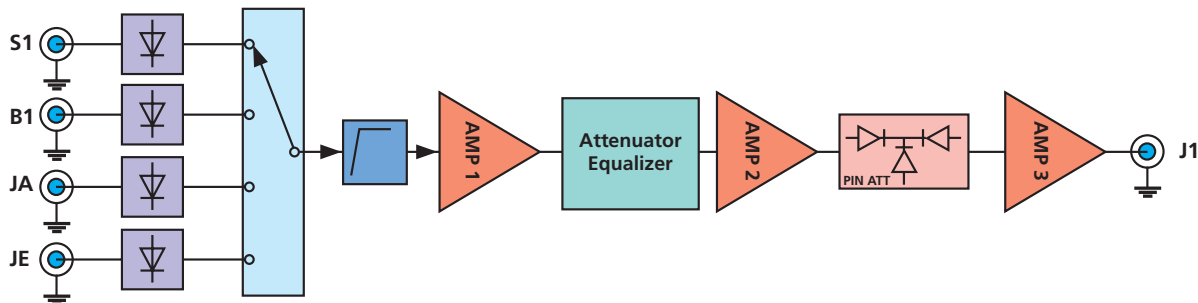 S1
B1
JA
JE
AMP 1
Attenuator
Equalizer
AMP 2
PIN ATT
AMP 3
J1